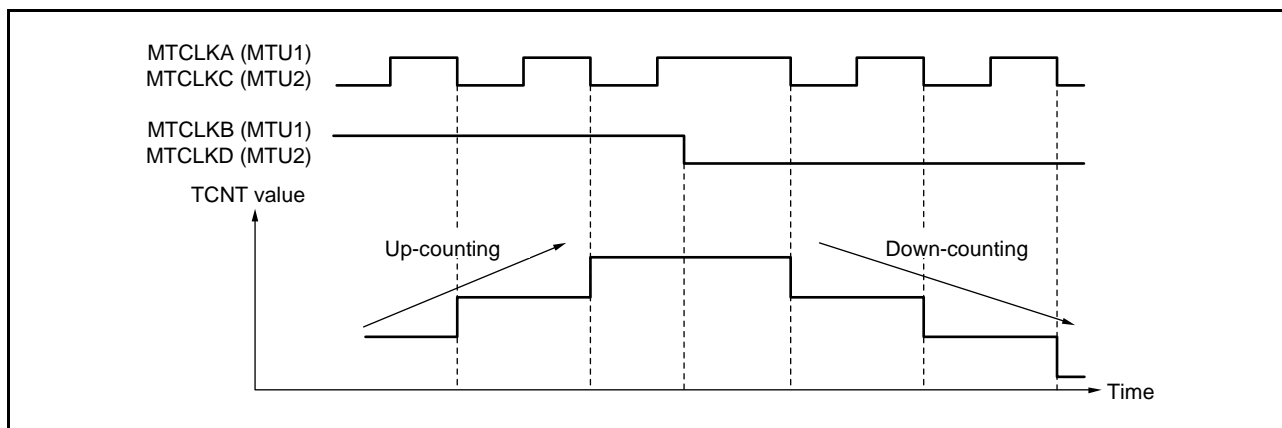 MTCLKA (MTU1)
MTCLKC (MTU2)
MTCLKB (MTU1)
MTCLKD (MTU2)
TCNT value
Up-counting
Down-counting
Time